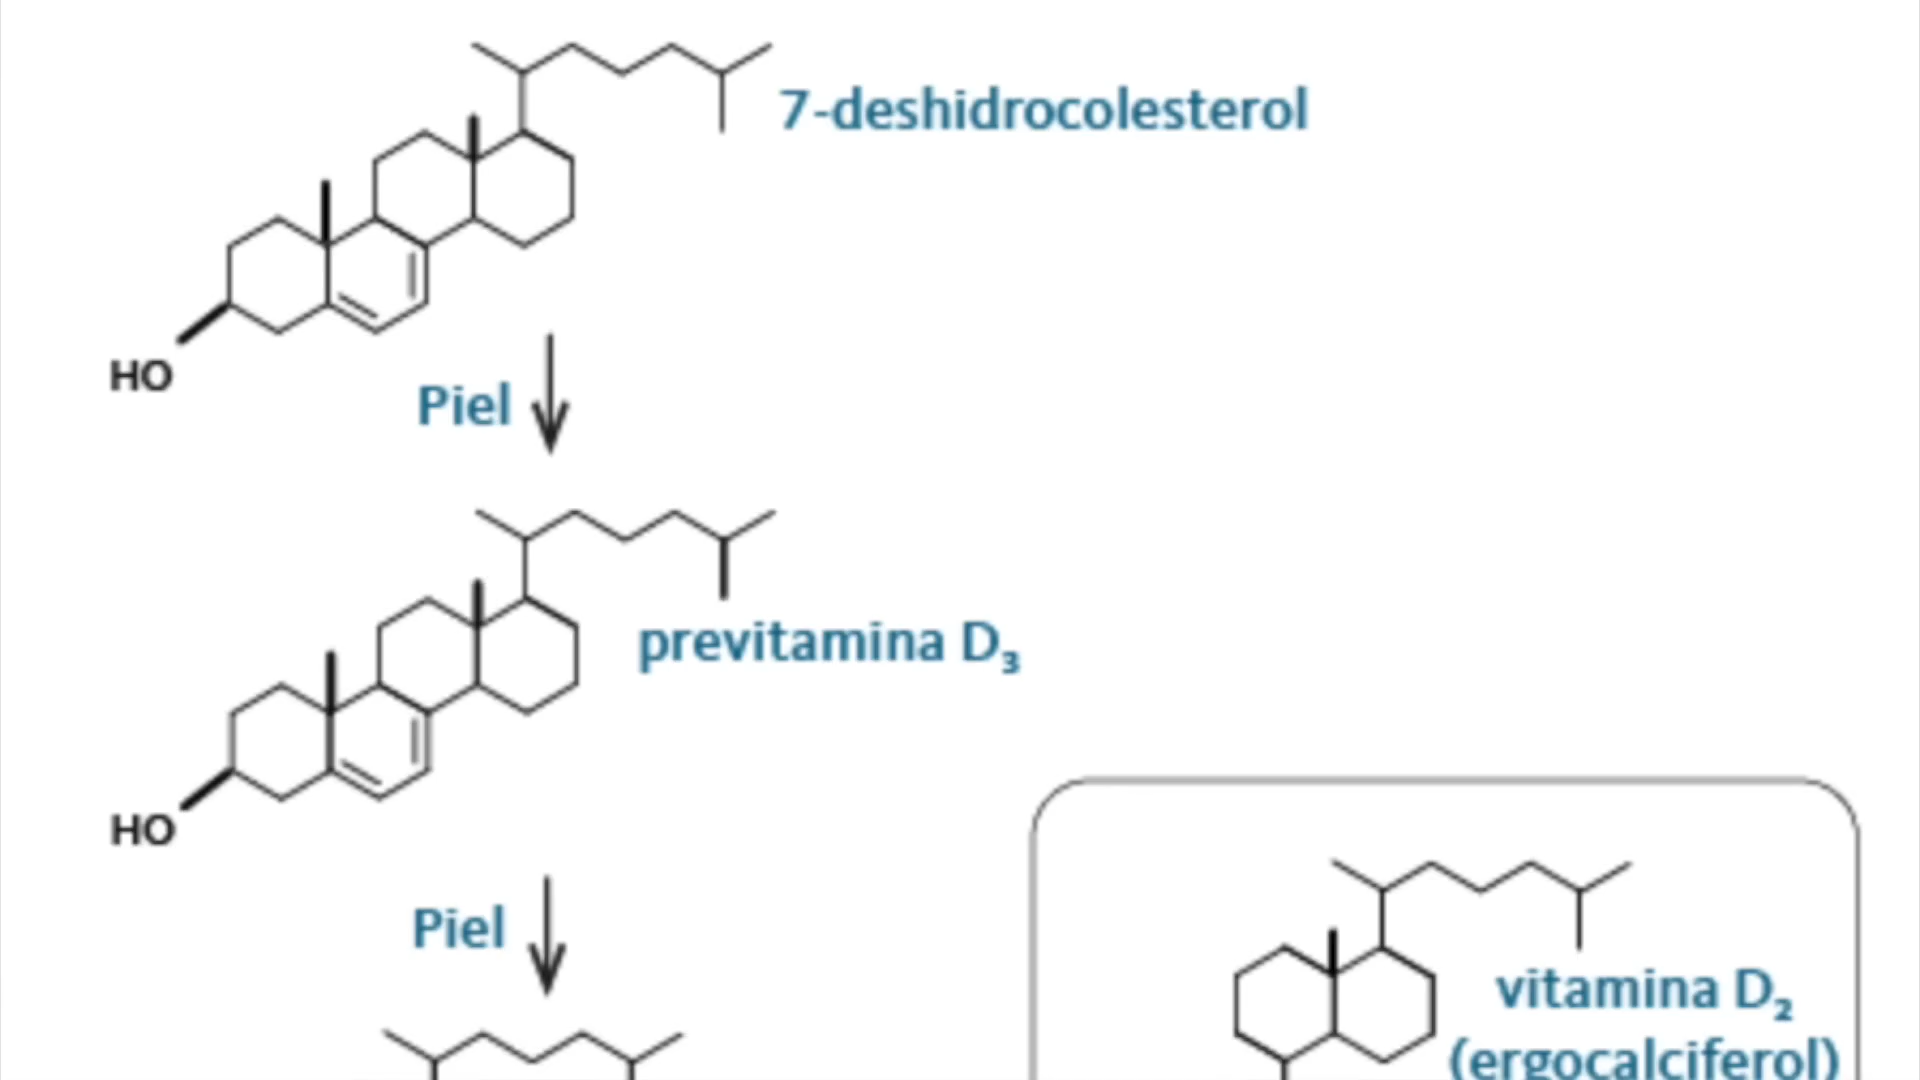 7-deshidrocolesterol
HO
Piel
previtamina D₃
HO
Piel
vitamina D₂
(ergocalciferol)